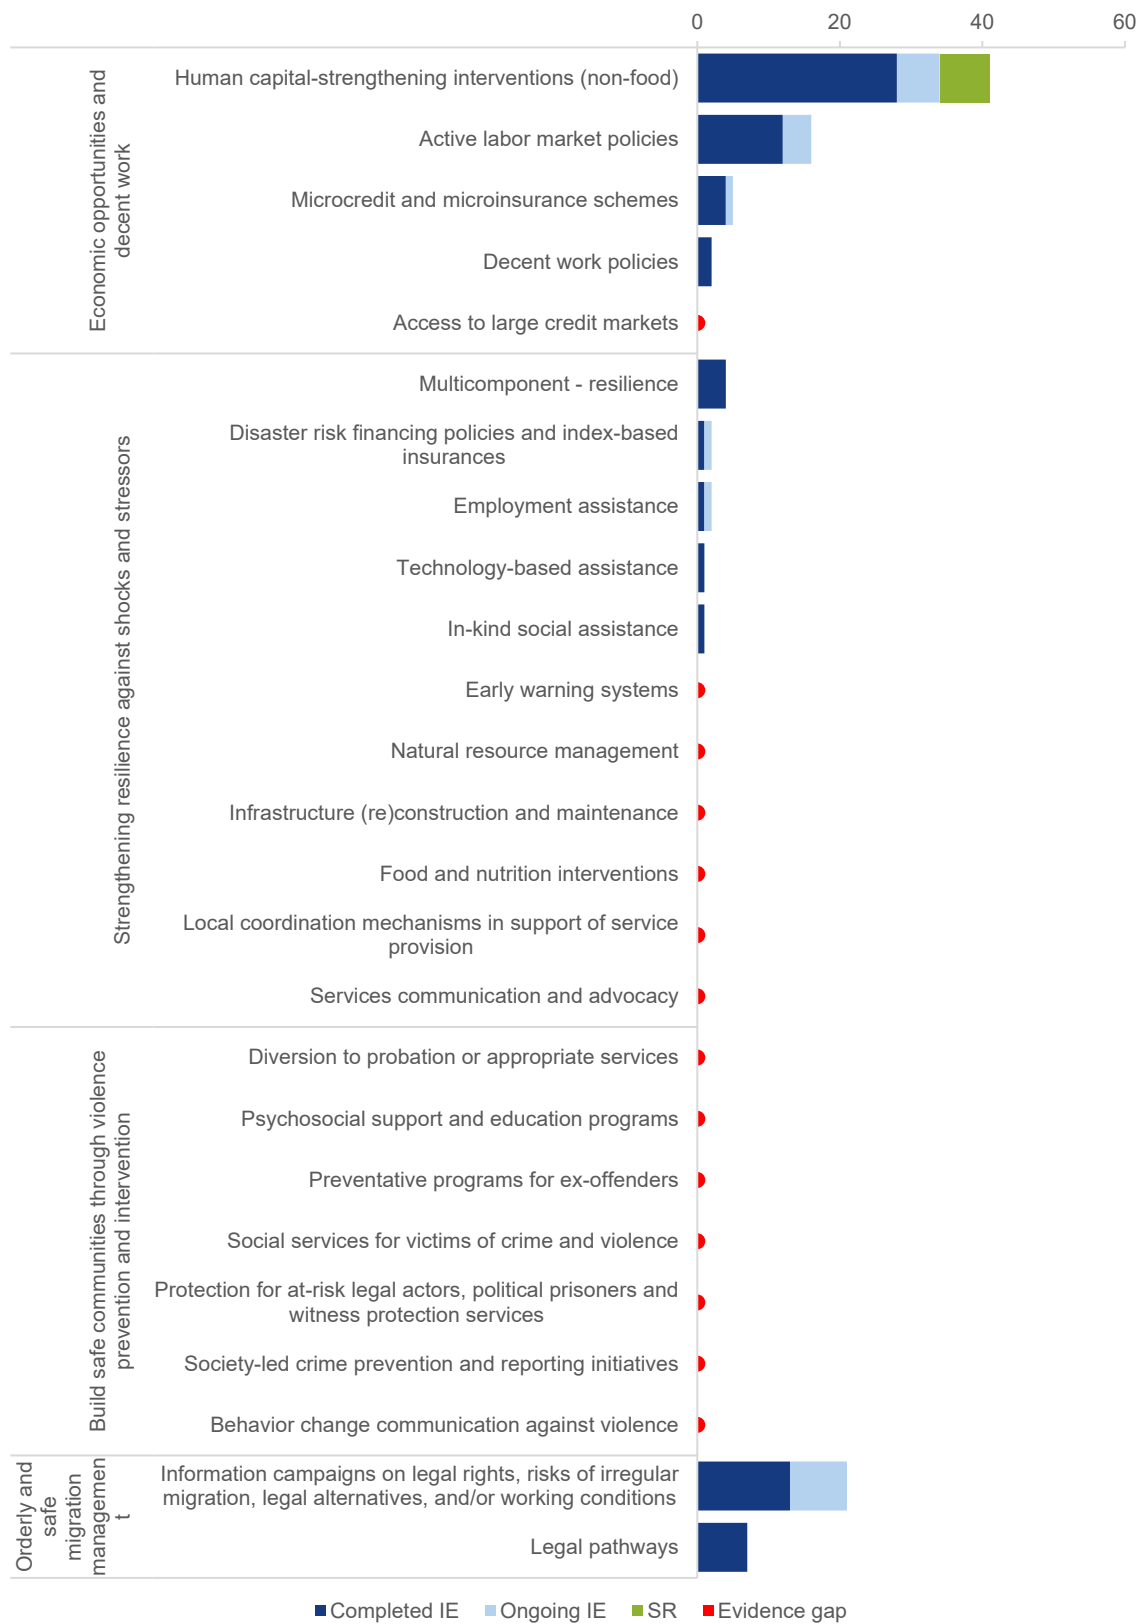 0 20 40 60
Economic opportunities and
decent work
Human capital-strengthening interventions (non-food)
Active labor market policies
Microcredit and microinsurance schemes
Decent work policies
Access to large credit markets
Strengthening resilience against shocks and stressors
Multicomponent - resilience
Disaster risk financing policies and index-based
insurances
Employment assistance
Technology-based assistance
In-kind social assistance
Early warning systems
Natural resource management
Infrastructure (re)construction and maintenance
Food and nutrition interventions
Local coordination mechanisms in support of service
provision
Services communication and advocacy
Build safe communities through violence
prevention and intervention
Diversion to probation or appropriate services
Psychosocial support and education programs
Preventative programs for ex-offenders
Social services for victims of crime and violence
Protection for at-risk legal actors, political prisoners and
witness protection services
Society-led crime prevention and reporting initiatives
Behavior change communication against violence
Orderly and
safe
migration
managemen
t
Information campaigns on legal rights, risks of irregular
migration, legal alternatives, and/or working conditions
Legal pathways
Completed IE Ongoing IE SR Evidence gap